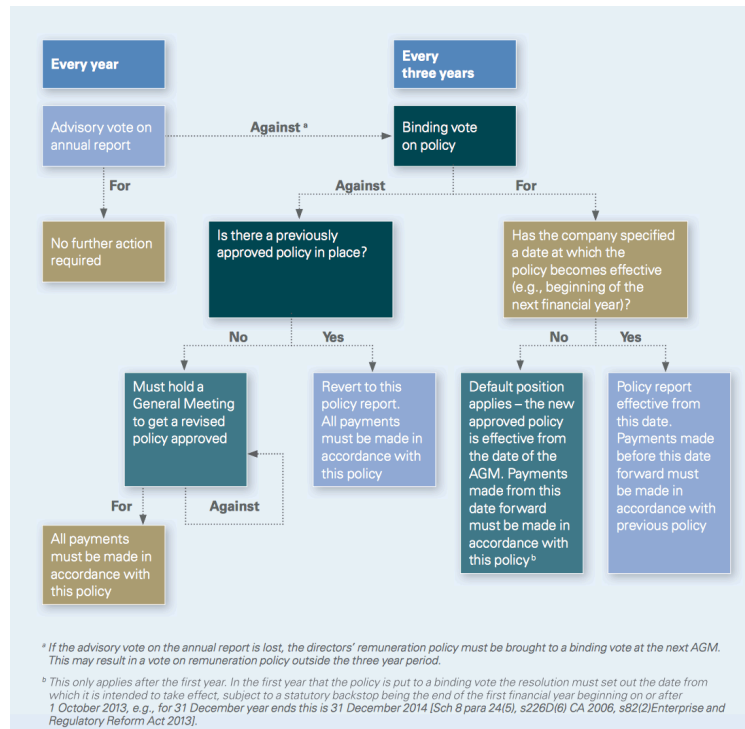 Every year
Every
three years
Advisory vote on
annual report
Against a
Binding vote
on policy
For
Against
For
No further action
required
Is there a previously
approved policy in place?
Has the company specified
a date at which the
policy becomes effective
(e.g., beginning of the
next financial year)?
No
Yes
No
Yes
Must hold a
General Meeting
to get a revised
policy approved
Revert to this
policy report.
All payments
must be made in
accordance with
this policy
Default position
applies – the new
approved policy
is effective from
the date of the
AGM. Payments
made from this
date forward
must be made in
accordance with
this policy b
Policy report
effective from
this date.
Payments made
before this date
forward must
be made in
accordance with
previous policy
For
Against
All payments
must be made in
accordance with
this policy
a If the advisory vote on the annual report is lost, the directors’ remuneration policy must be brought to a binding vote at the next AGM.
This may result in a vote on remuneration policy outside the three year period.
b This only applies after the first year. In the first year that the policy is put to a binding vote the resolution must set out the date from
which it is intended to take effect, subject to a statutory backstop being the end of the first financial year beginning on or after
1 October 2013, e.g., for 31 December year ends this is 31 December 2014 [Sch 8 para 24(5), s226D(6) CA 2006, s82(2)Enterprise and
Regulatory Reform Act 2013].